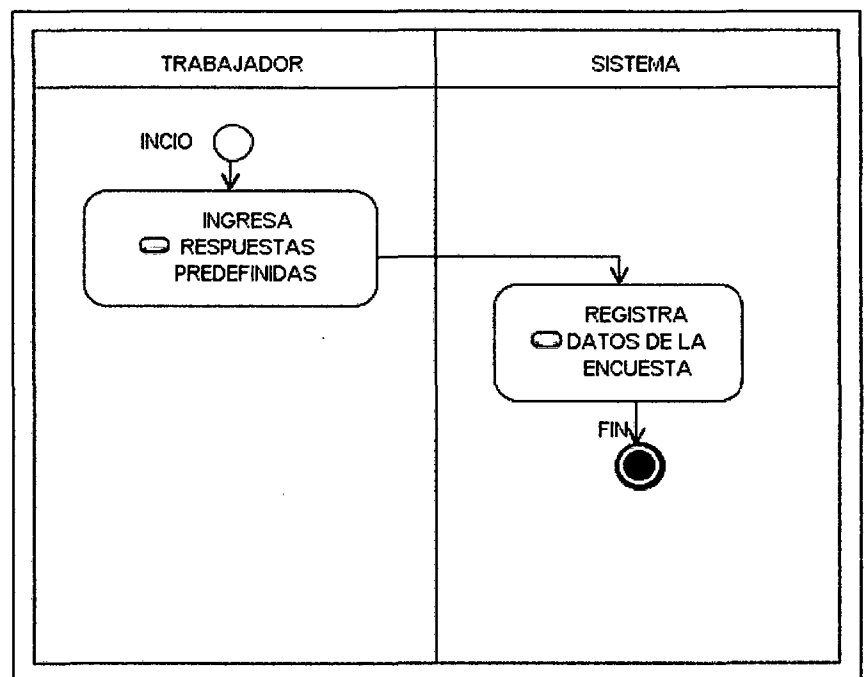 TRABAJADOR
SISTEMA
INCIO
INGRESA
RESPUESTAS
PREDEFINIDAS
REGISTRA
DATOS DE LA
ENCUESTA
FIN